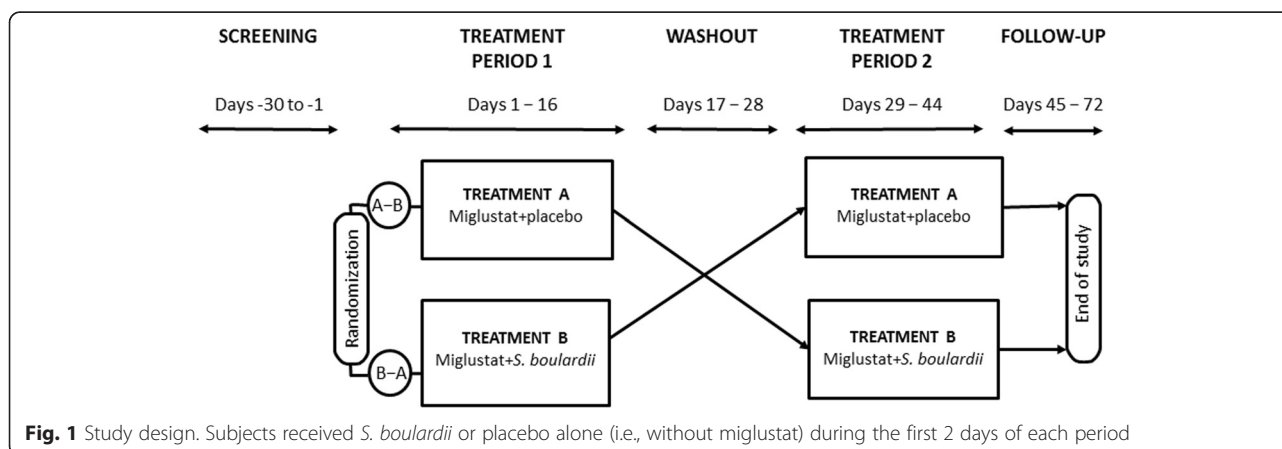 SCREENING
TREATMENT
PERIOD 1
WASHOUT
TREATMENT
PERIOD 2
FOLLOW-UP
Days -30 to -1
Days 1 – 16
Days 17 – 28
Days 29 – 44
Days 45 – 72
Randomization
A–B
B–A
TREATMENT A
Miglustat+placebo
TREATMENT B
Miglustat+S. boulardii
TREATMENT A
Miglustat+placebo
TREATMENT B
Miglustat+S. boulardii
End of study
Fig. 1 Study design. Subjects received S. boulardii or placebo alone (i.e., without miglustat) during the first 2 days of each period